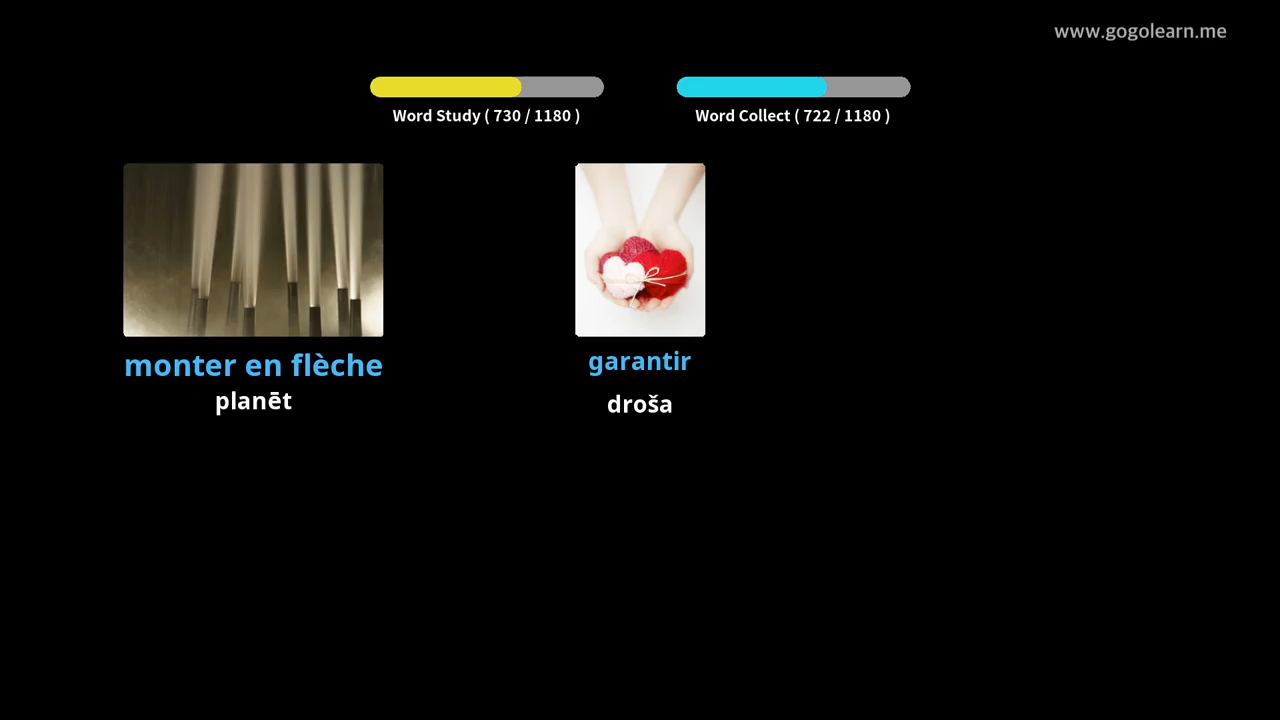 www.gogolearn.me
Word Study ( 730 / 1180 )
Word Collect ( 722 / 1180 )
monter en flèche
planēt
garantir
droša